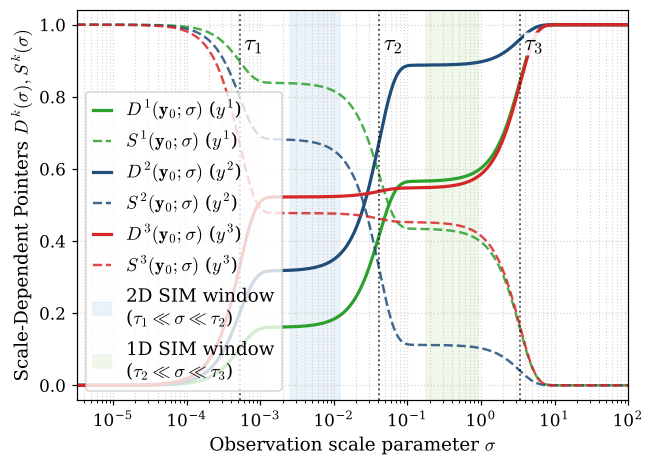 Scale-Dependent Pointers Dᵏ(σ), Sᵏ(σ)
1.0
0.8
0.6
0.4
0.2
0.0
τ₁
τ₂
τ₃
D¹(y₀; σ) (y¹)
S¹(y₀; σ) (y¹)
D²(y₀; σ) (y²)
S²(y₀; σ) (y²)
D³(y₀; σ) (y³)
S³(y₀; σ) (y³)
2D SIM window
(τ₁ ≪ σ ≪ τ₂)
1D SIM window
(τ₂ ≪ σ ≪ τ₃)
10⁻⁵ 10⁻⁴ 10⁻³ 10⁻² 10⁻¹ 10⁰ 10¹ 10²
Observation scale parameter σ